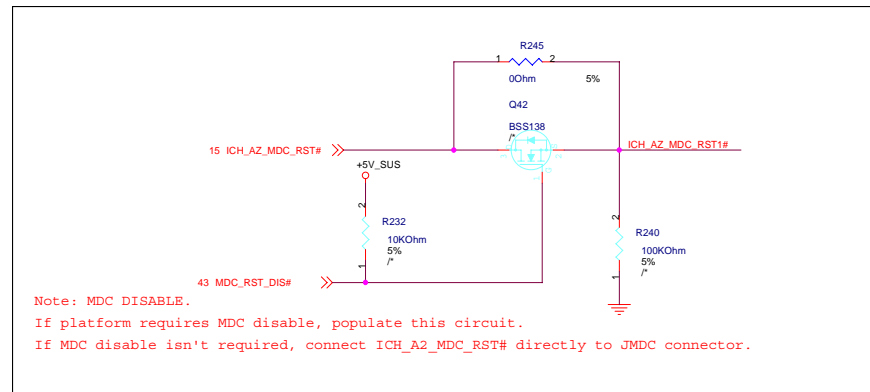 R245
1
2
0Ohm
5%
Q42
BSS138
/*
15 ICH_AZ_MDC_RST#
ICH_AZ_MDC_RST1#
+5V_SUS
2
R232
10KOhm
5%
/*
1
2
R240
100KOhm
5%
/*
1
43 MDC_RST_DIS#
Note: MDC DISABLE.
If platform requires MDC disable, populate this circuit.
If MDC disable isn't required, connect ICH_A2_MDC_RST# directly to JMDC connector.